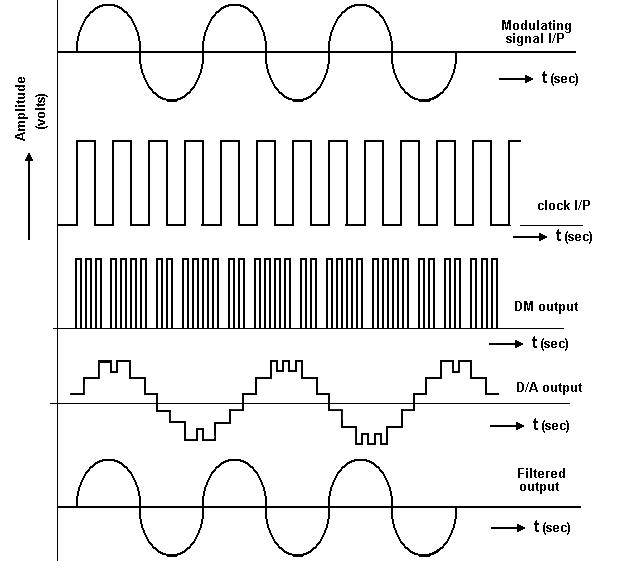 Modulating
signal I/P
t (sec)
Amplitude
(volts)
clock I/P
t (sec)
DM output
t (sec)
D/A output
t (sec)
Filtered
output
t (sec)